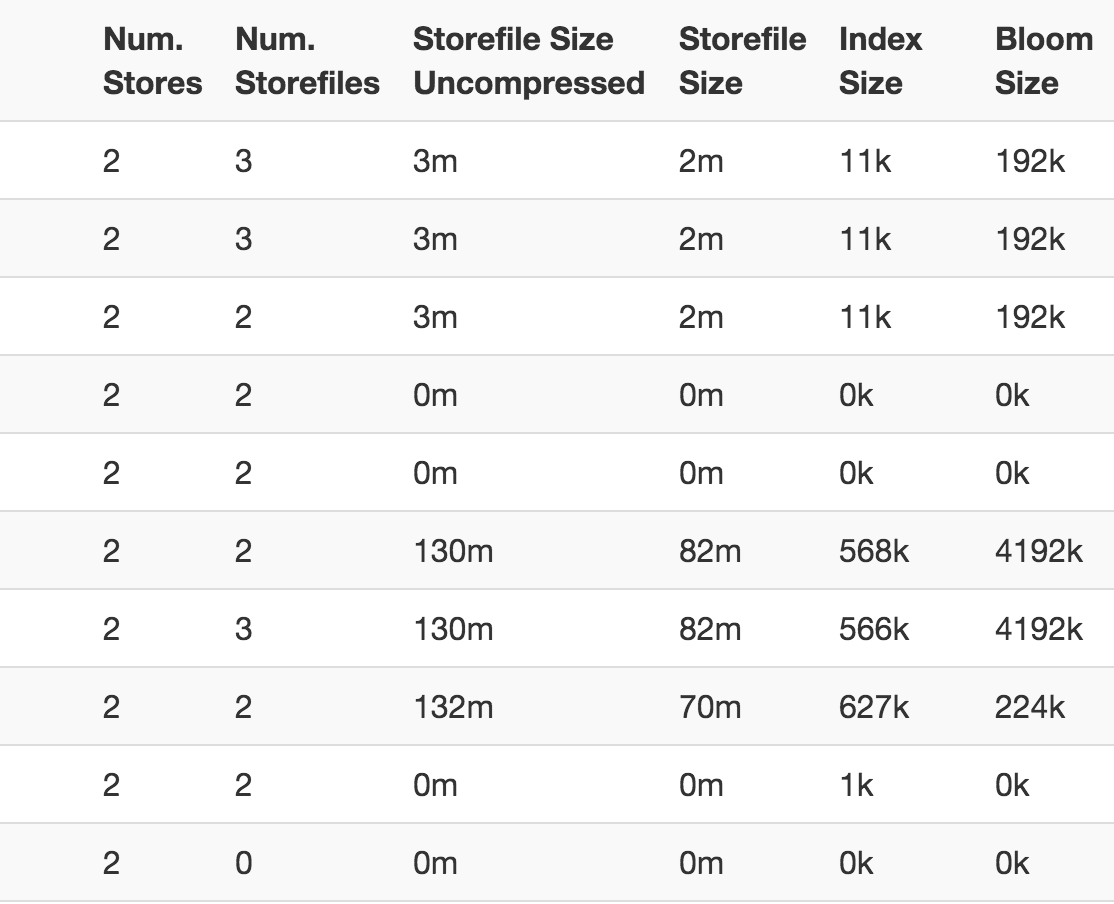 Num. Stores Num. Storefiles Storefile Size Uncompressed Storefile Size Index Size Bloom Size
2 3 3m 2m 11k 192k
2 3 3m 2m 11k 192k
2 2 3m 2m 11k 192k
2 2 0m 0m 0k 0k
2 2 0m 0m 0k 0k
2 2 130m 82m 568k 4192k
2 3 130m 82m 566k 4192k
2 2 132m 70m 627k 224k
2 2 0m 0m 1k 0k
2 0 0m 0m 0k 0k